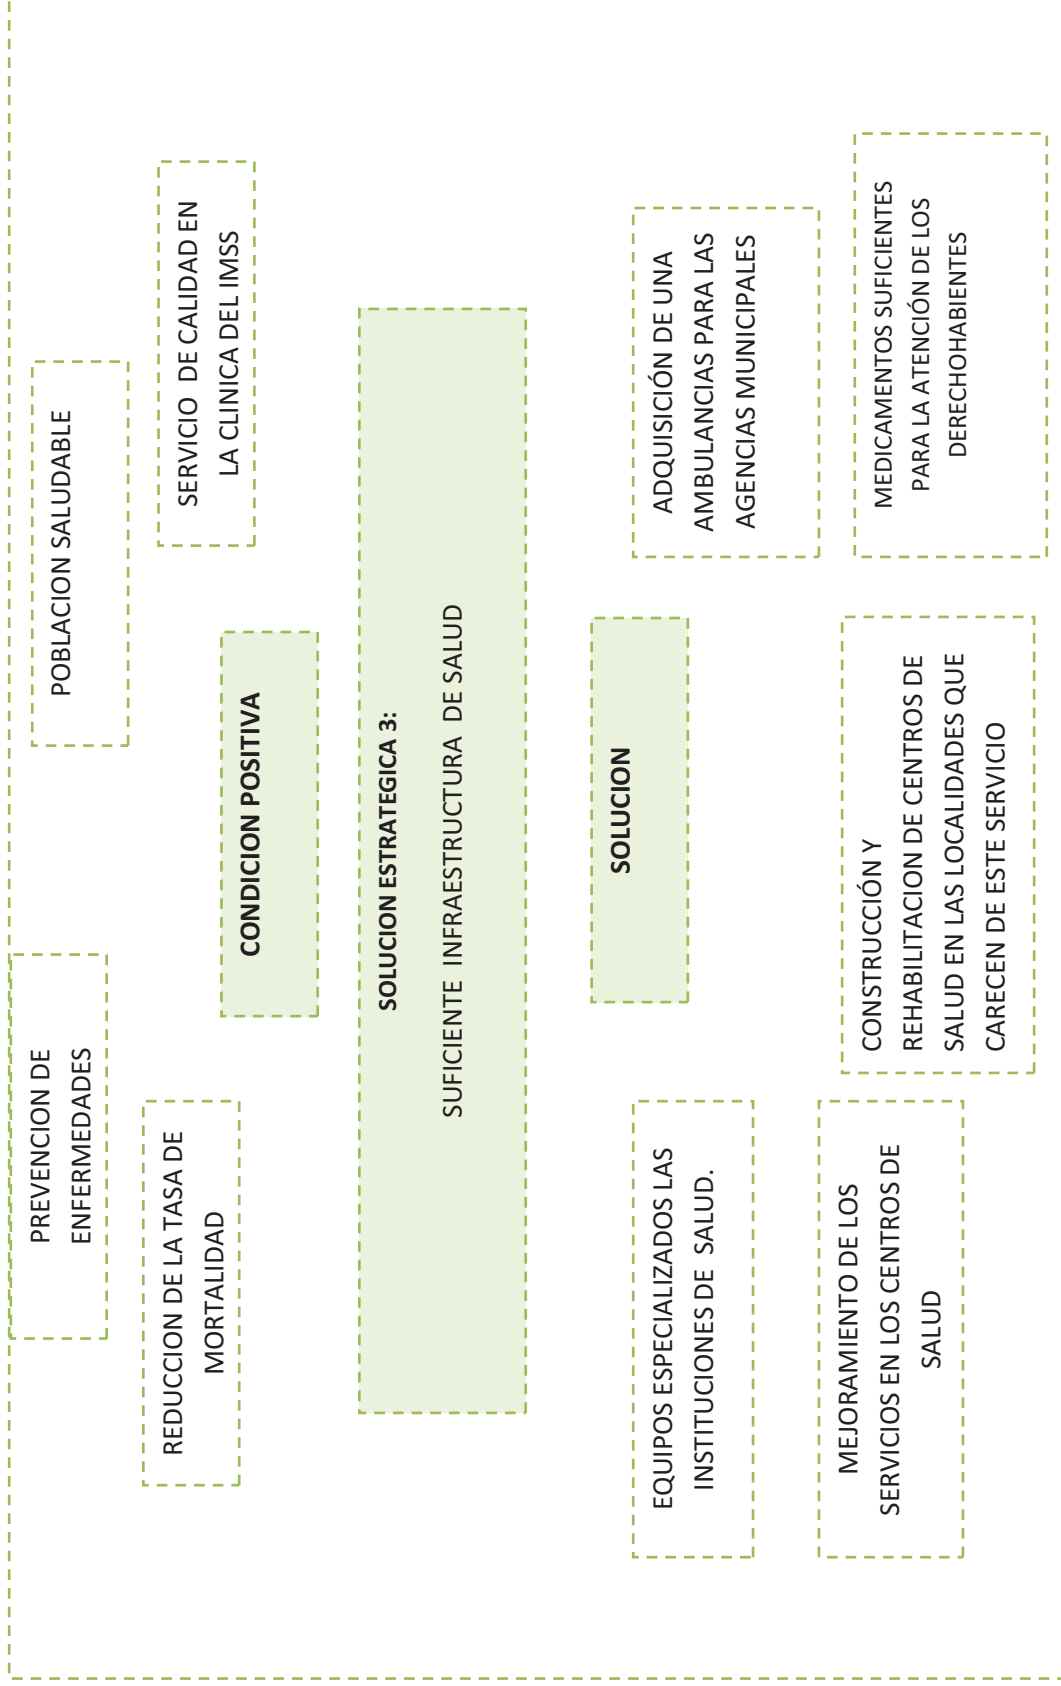 PREVENCION DE
ENFERMEDADES
POBLACION SALUDABLE
REDUCCION DE LA TASA DE
MORTALIDAD
SERVICIO DE CALIDAD EN
LA CLINICA DEL IMSS
CONDICION POSITIVA
SOLUCION ESTRATEGICA 3:
SUFICIENTE INFRAESTRUCTURA DE SALUD
SOLUCION
EQUIPOS ESPECIALIZADOS LAS
INSTITUCIONES DE SALUD.
ADQUISICIÓN DE UNA
AMBULANCIAS PARA LAS
AGENCIAS MUNICIPALES
MEJORAMIENTO DE LOS
SERVICIOS EN LOS CENTROS DE
SALUD
CONSTRUCCIÓN Y
REHABILITACION DE CENTROS DE
SALUD EN LAS LOCALIDADES QUE
CARECEN DE ESTE SERVICIO
MEDICAMENTOS SUFICIENTES
PARA LA ATENCIÓN DE LOS
DERECHOHABIENTES